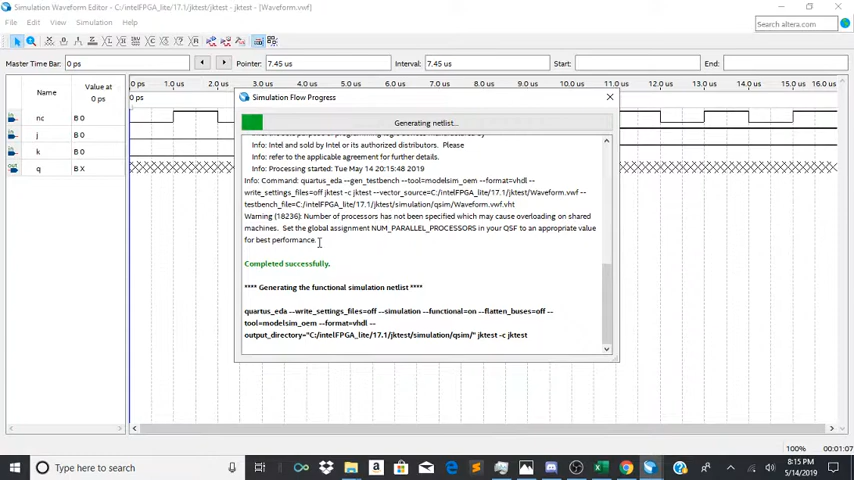 Simulation Waveform Editor - C:/intelFPGA_lite/17.1/jktest/jktest - jktest - [Waveform.vwf]
File Edit View Simulation Help
Search altera.com
Master Time Bar: 0 ps Pointer: 7.45 us Interval: 7.45 us Start: End:
Name Value at 0 ps
0 ps 1.0 us 2.0 us 3.0 us 4.0 us 5.0 us 6.0 us 7.0 us 8.0 us 9.0 us 10.0 us 11.0 us 12.0 us 13.0 us 14.0 us 15.0 us 16.0 us
0 ps
nc B 0
j B 0
k B 0
q B X
Simulation Flow Progress
Generating netlist...
Info: Intel and sold by Intel or its authorized distributors. Please
Info: refer to the applicable agreement for further details.
Info: Processing started: Tue May 14 20:15:48 2019
Info: Command: quartus_eda --gen_testbench --tool=modelsim_oem --format=vhdl --
write_settings_files=off jktest -c jktest --vector_source=C:/intelFPGA_lite/17.1/jktest/Waveform.vwf --
testbench_file=C:/intelFPGA_lite/17.1/jktest/simulation/qsim/Waveform.vwf.vht
Warning (18236): Number of processors has not been specified which may cause overloading on shared
machines. Set the global assignment NUM_PARALLEL_PROCESSORS in your QSF to an appropriate value
for best performance.
Completed successfully.
**** Generating the functional simulation netlist ****
quartus_eda --write_settings_files=off --simulation --functional=on --flatten_buses=off --
tool=modelsim_oem --format=vhdl --
output_directory="C:/intelFPGA_lite/17.1/jktest/simulation/qsim/" jktest -c jktest
100% 00:01:07
Type here to search
8:15 PM
5/14/2019